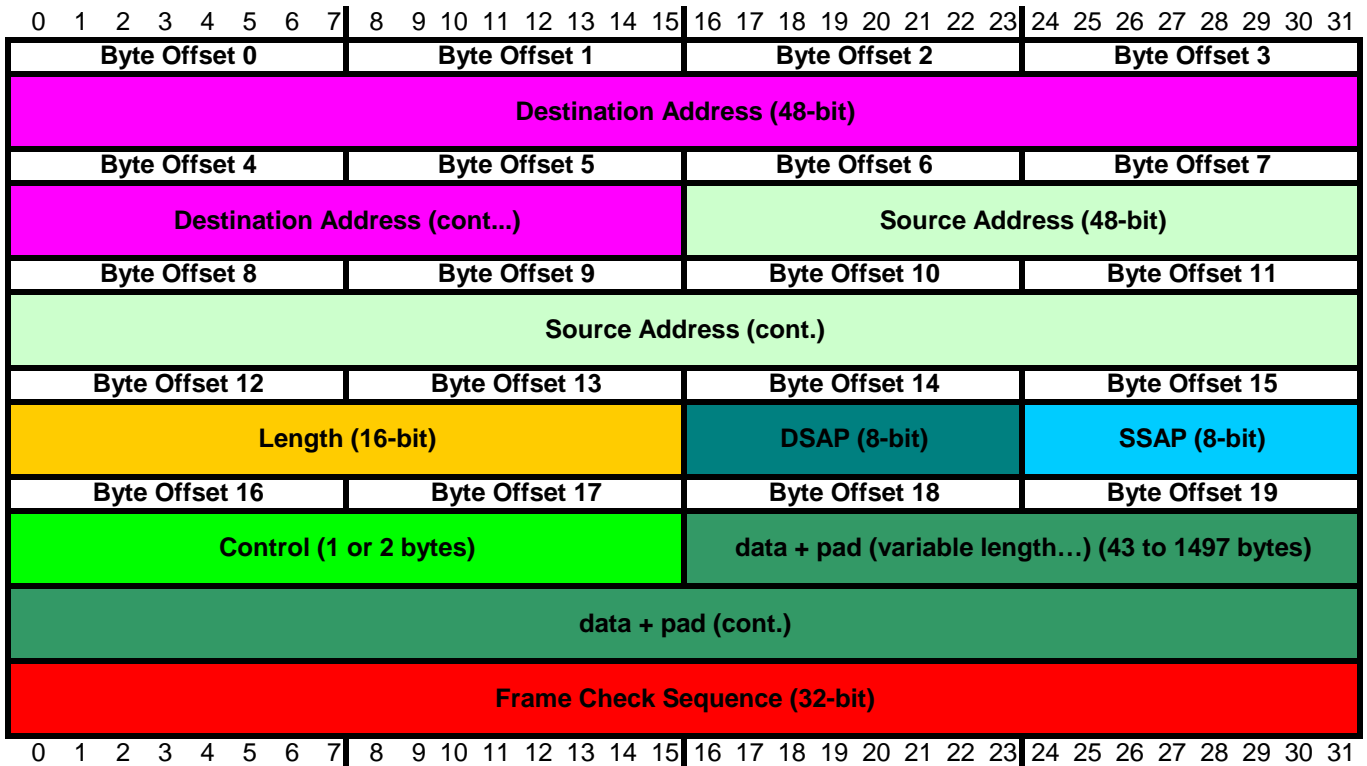 0 1 2 3 4 5 6 7 8 9 10 11 12 13 14 15 16 17 18 19 20 21 22 23 24 25 26 27 28 29 30 31
Byte Offset 0 Byte Offset 1 Byte Offset 2 Byte Offset 3
Destination Address (48-bit)
Byte Offset 4 Byte Offset 5 Byte Offset 6 Byte Offset 7
Destination Address (cont...) Source Address (48-bit)
Byte Offset 8 Byte Offset 9 Byte Offset 10 Byte Offset 11
Source Address (cont.)
Byte Offset 12 Byte Offset 13 Byte Offset 14 Byte Offset 15
Length (16-bit) DSAP (8-bit) SSAP (8-bit)
Byte Offset 16 Byte Offset 17 Byte Offset 18 Byte Offset 19
Control (1 or 2 bytes) data + pad (variable length…) (43 to 1497 bytes)
data + pad (cont.)
Frame Check Sequence (32-bit)
0 1 2 3 4 5 6 7 8 9 10 11 12 13 14 15 16 17 18 19 20 21 22 23 24 25 26 27 28 29 30 31